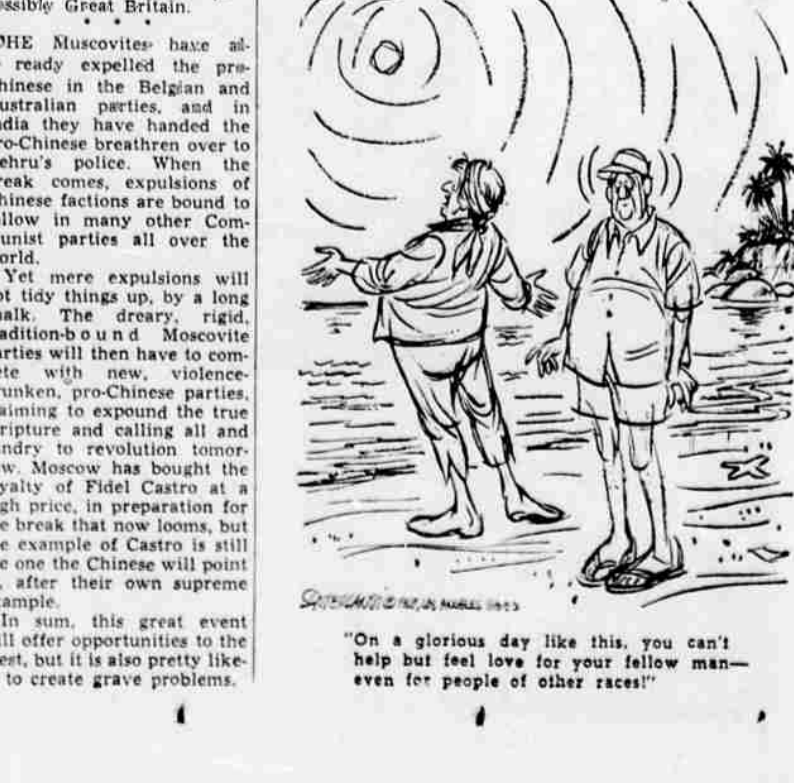 ossibly Great Britain.
HE Muscovites have al-
ready expelled the pro-
hinese in the Belgian and
ustralian parties, and in
dia they have handed the
ro-Chinese breathren over to
ehru's police. When the
reak comes, expulsions of
hinese factions are bound to
llow in many other Com-
unist parties all over the
orld.
Yet mere expulsions will
ot tidy things up, by a long
halk. The dreary, rigid,
adition-bound Moscovite
arties will then have to com-
ete with new, violence-
runken, pro-Chinese parties,
aiming to expound the true
ripture and calling all and
ndry to revolution tomor-
w. Moscow has bought the
yalty of Fidel Castro at a
gh price, in preparation for
e break that now looms, but
e example of Castro is still
e one the Chinese will point
, after their own supreme
ample.
In sum, this great event
ill offer opportunities to the
est, but it is also pretty like-
to create grave problems.
"On a glorious day like this, you can't
help but feel love for your fellow man—
even for people of other races!"